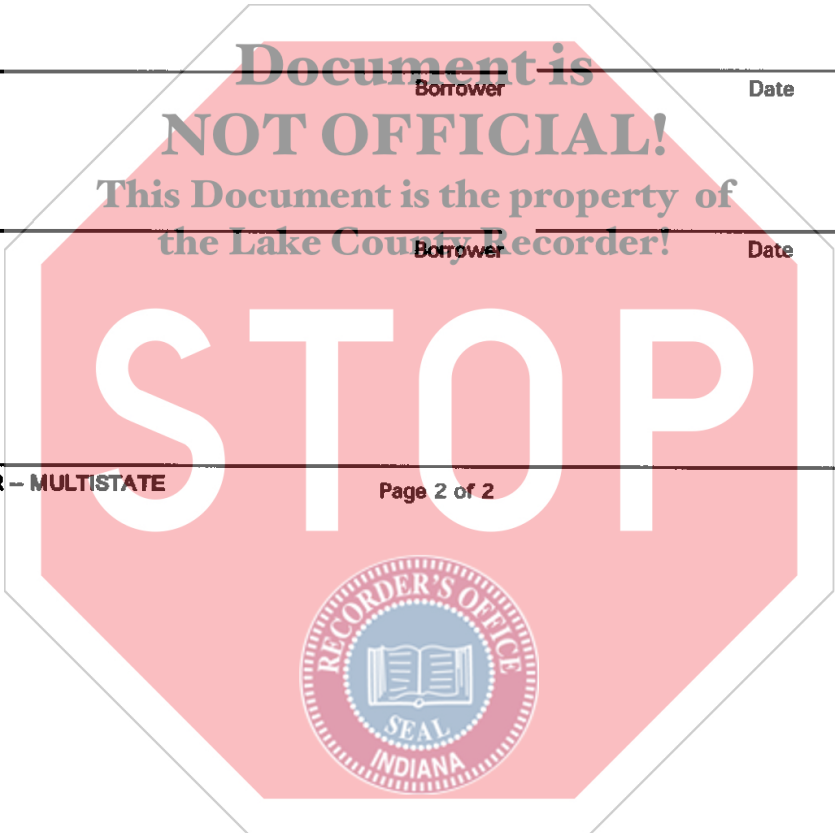 Document is
Borrower Date
NOT OFFICIAL!
This Document is the property of
the Lake County Recorder!
Borrower Date
STOP
– MULTISTATE
Page 2 of 2
RECORDER'S OFFICE
SEAL
INDIANA